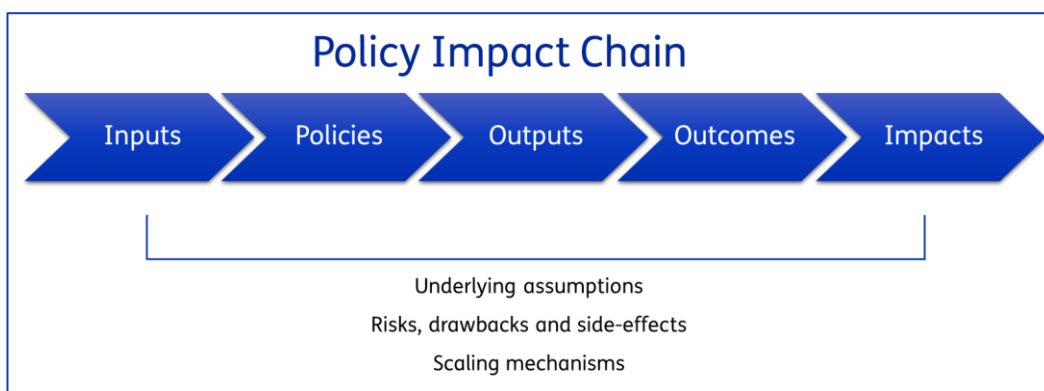 Policy Impact Chain
Inputs Policies Outputs Outcomes Impacts
Underlying assumptions
Risks, drawbacks and side-effects
Scaling mechanisms